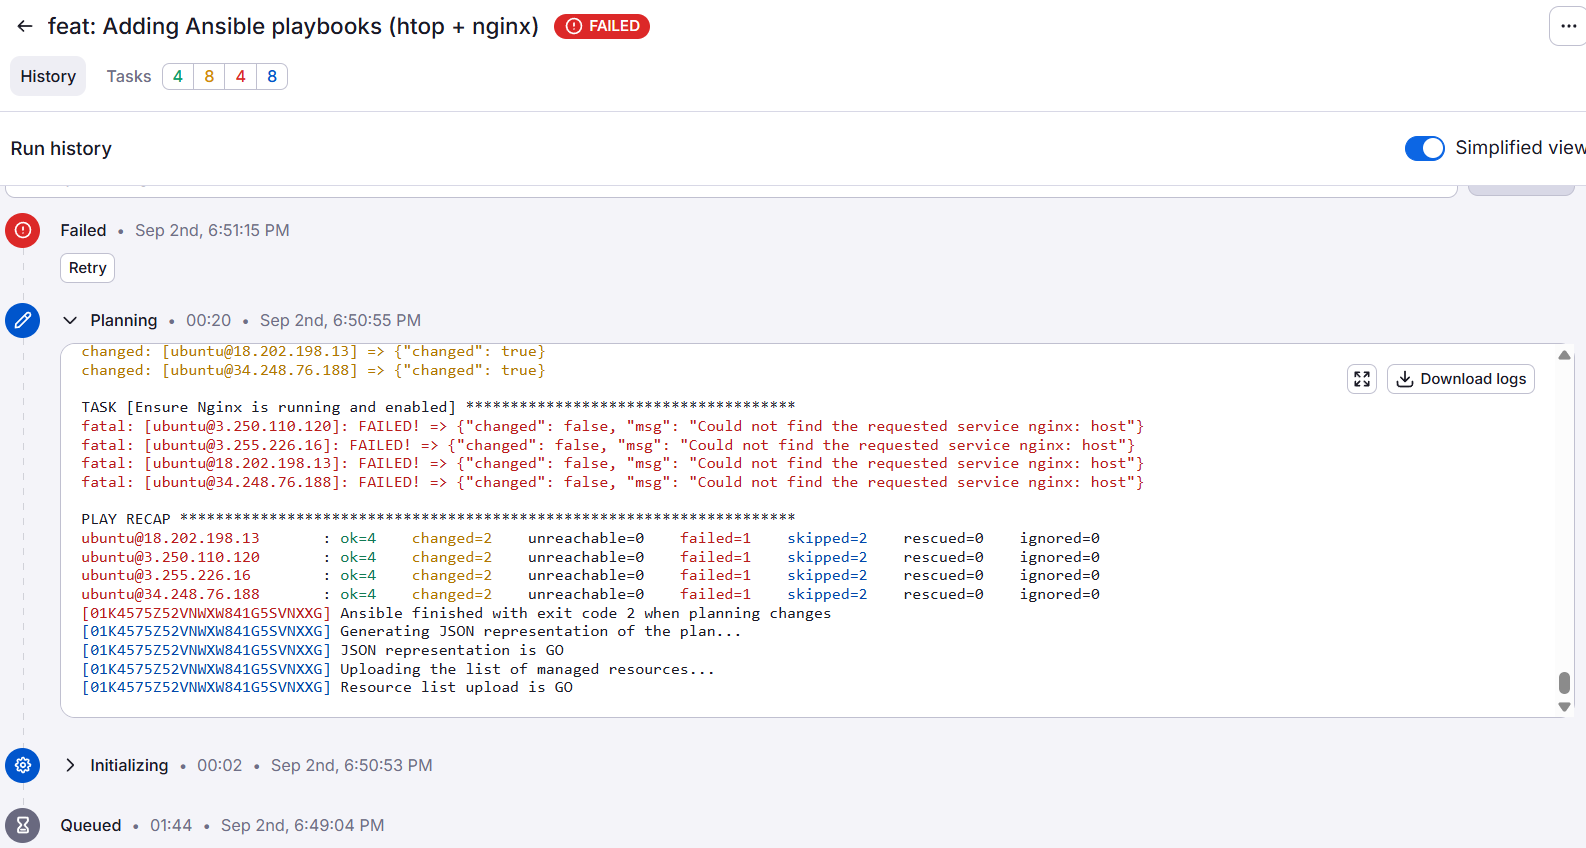 feat: Adding Ansible playbooks (htop + nginx) FAILED
History Tasks 4 8 4 8
Run history Simplified view
Failed • Sep 2nd, 6:51:15 PM
Retry
Planning • 00:20 • Sep 2nd, 6:50:55 PM
changed: [ubuntu@18.202.198.13] => {"changed": true}
changed: [ubuntu@34.248.76.188] => {"changed": true}
Download logs
TASK [Ensure Nginx is running and enabled] *************************************
fatal: [ubuntu@3.250.110.120]: FAILED! => {"changed": false, "msg": "Could not find the requested service nginx: host"}
fatal: [ubuntu@3.255.226.16]: FAILED! => {"changed": false, "msg": "Could not find the requested service nginx: host"}
fatal: [ubuntu@18.202.198.13]: FAILED! => {"changed": false, "msg": "Could not find the requested service nginx: host"}
fatal: [ubuntu@34.248.76.188]: FAILED! => {"changed": false, "msg": "Could not find the requested service nginx: host"}
PLAY RECAP *********************************************************************
ubuntu@18.202.198.13 : ok=4 changed=2 unreachable=0 failed=1 skipped=2 rescued=0 ignored=0
ubuntu@3.250.110.120 : ok=4 changed=2 unreachable=0 failed=1 skipped=2 rescued=0 ignored=0
ubuntu@3.255.226.16 : ok=4 changed=2 unreachable=0 failed=1 skipped=2 rescued=0 ignored=0
ubuntu@34.248.76.188 : ok=4 changed=2 unreachable=0 failed=1 skipped=2 rescued=0 ignored=0
[01K4575Z52VNWXW841G5SVNXXG] Ansible finished with exit code 2 when planning changes
[01K4575Z52VNWXW841G5SVNXXG] Generating JSON representation of the plan...
[01K4575Z52VNWXW841G5SVNXXG] JSON representation is GO
[01K4575Z52VNWXW841G5SVNXXG] Uploading the list of managed resources...
[01K4575Z52VNWXW841G5SVNXXG] Resource list upload is GO
Initializing • 00:02 • Sep 2nd, 6:50:53 PM
Queued • 01:44 • Sep 2nd, 6:49:04 PM